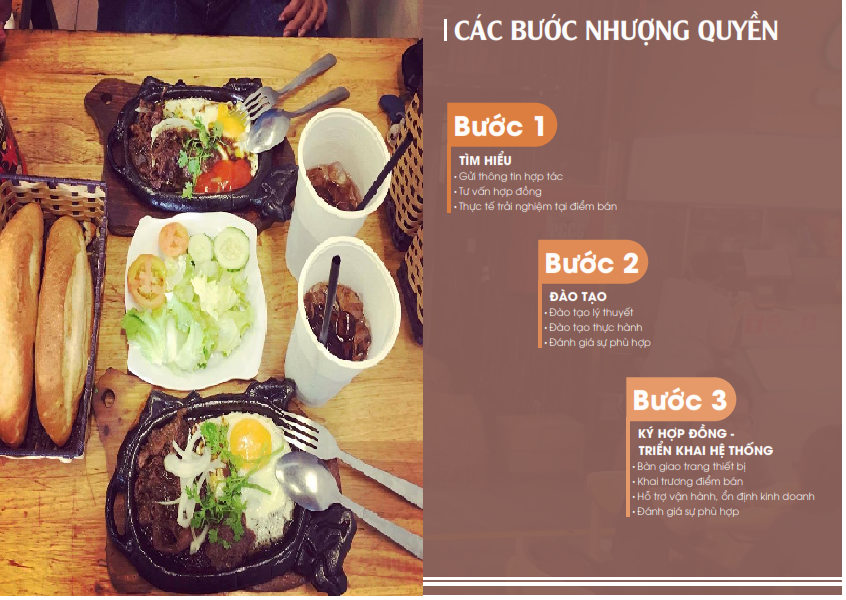 CÁC BƯỚC NHƯỢNG QUYỀN
Bước 1
TÌM HIỂU
• Gửi thông tin hợp tác
• Tư vấn hợp đồng
• Thực tế trải nghiệm tại điểm bán
Bước 2
ĐÀO TẠO
• Đào tạo lý thuyết
• Đào tạo thực hành
• Đánh giá sự phù hợp
Bước 3
KÝ HỢP ĐỒNG -
TRIỂN KHAI HỆ THỐNG
• Bàn giao trang thiết bị
• Khai trương điểm bán
• Hỗ trợ vận hành, ổn định kinh doanh
• Đánh giá sự phù hợp